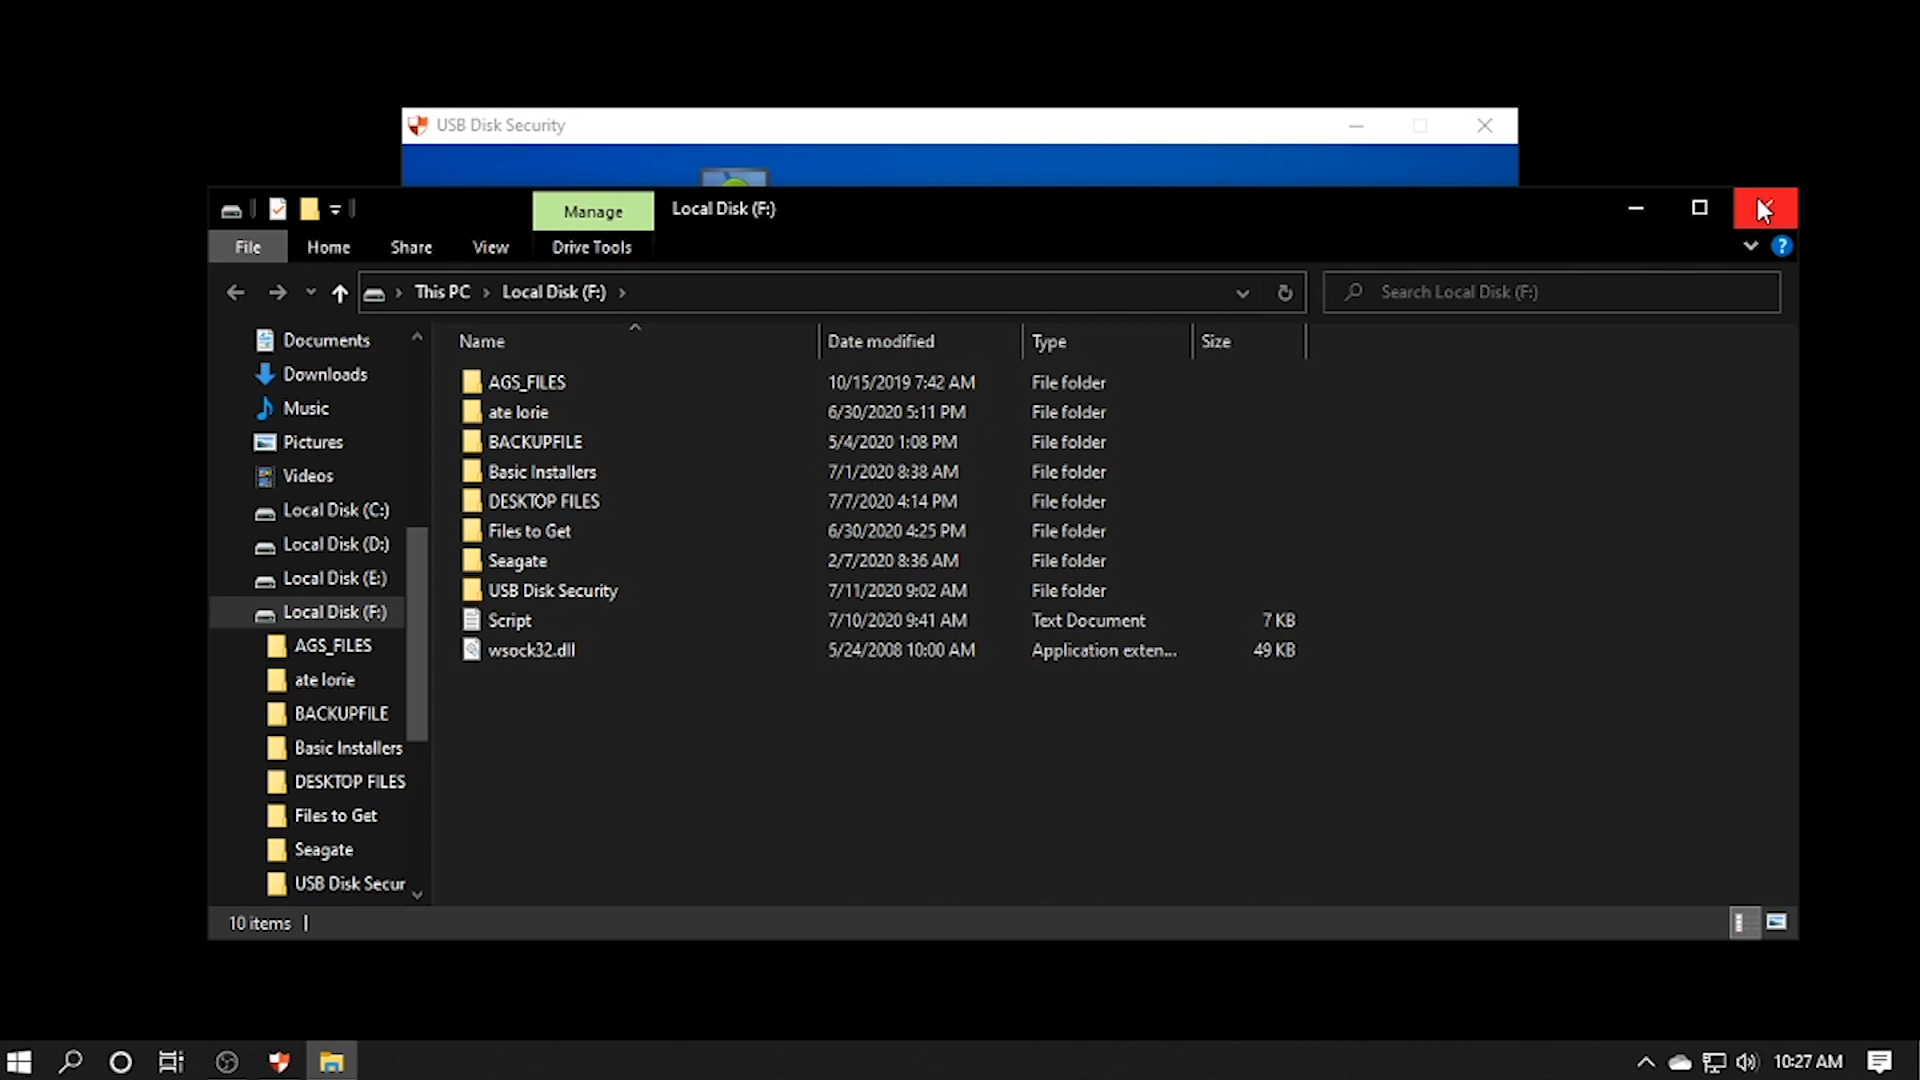 USB Disk Security
Manage
Local Disk (F:)
File
Home
Share
View
Drive Tools
This PC
Local Disk (F:)
Search Local Disk (F:)
Documents
Downloads
Music
Pictures
Videos
Local Disk (C:)
Local Disk (D:)
Local Disk (E:)
Local Disk (F:)
AGS_FILES
ate lorie
BACKUPFILE
Basic Installers
DESKTOP FILES
Files to Get
Seagate
USB Disk Secur
Name Date modified Type Size
AGS_FILES 10/15/2019 7:42 AM File folder
ate lorie 6/30/2020 5:11 PM File folder
BACKUPFILE 5/4/2020 1:08 PM File folder
Basic Installers 7/1/2020 8:38 AM File folder
DESKTOP FILES 7/7/2020 4:14 PM File folder
Files to Get 6/30/2020 4:25 PM File folder
Seagate 2/7/2020 8:36 AM File folder
USB Disk Security 7/11/2020 9:02 AM File folder
Script 7/10/2020 9:41 AM Text Document 7 KB
wsock32.dll 5/24/2008 10:00 AM Application exten... 49 KB
10 items
10:27 AM